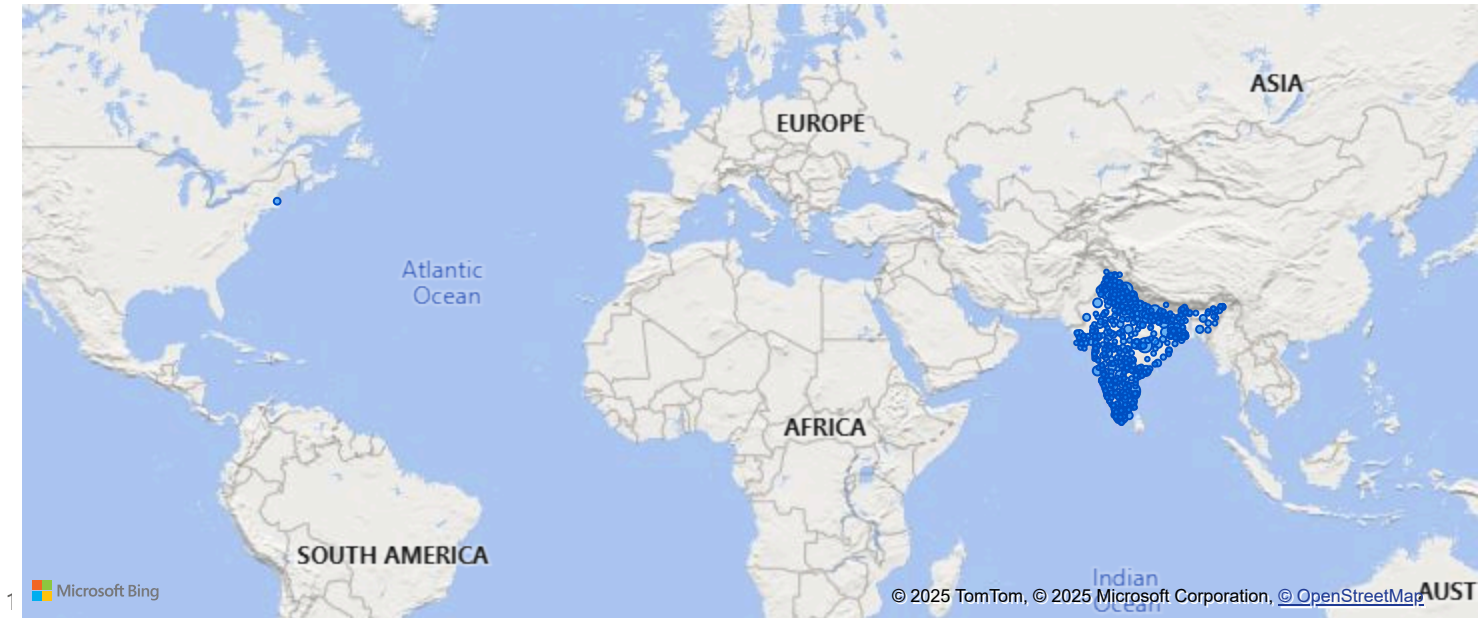 ASIA
EUROPE
Atlantic
Ocean
AFRICA
SOUTH AMERICA
Indian
Ocean
AUST
Microsoft Bing
© 2025 TomTom, © 2025 Microsoft Corporation, © OpenStreetMap